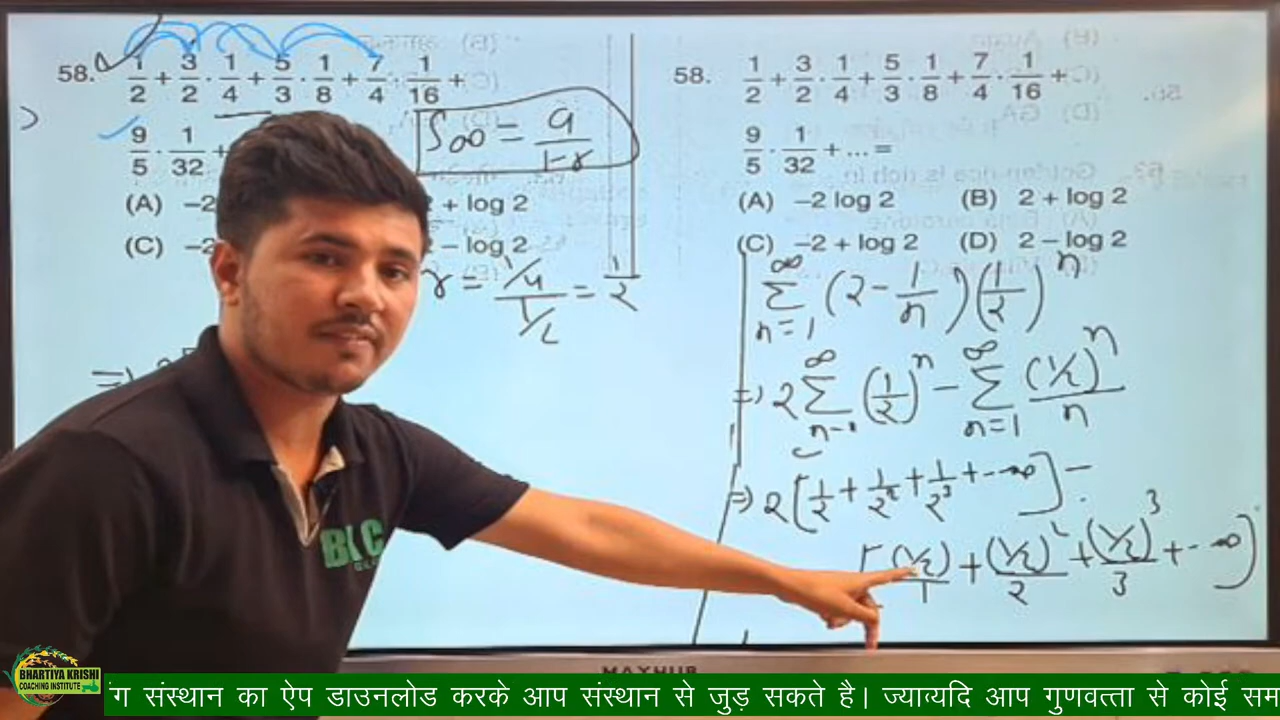 58. 1/2 + 3/2 · 1/4 + 5/3 · 1/8 + 7/4 · 1/16 +
9/5 · 1/32 +
(A) –2
+ log 2
(C) –2
– log 2
S∞ = a/1-r
r = 1/4 / 1/2 = 1/2
58. 1/2 + 3/2 · 1/4 + 5/3 · 1/8 + 7/4 · 1/16 +
9/5 · 1/32 + ... =
(A) –2 log 2 (B) 2 + log 2
(C) –2 + log 2 (D) 2 – log 2
∞ Σ n=1 (2 - 1/n)(1/2)^n
=> 2 ∞ Σ n=1 (1/2)^n - ∞ Σ n=1 (1/2)^n / n
=> 2 [1/2 + 1/2² + 1/2³ + --∞] -
[(1/2)/1 + (1/2)²/2 + (1/2)³/3 + --∞]
BKC
MAXHUB
BHARTIYA KRISHI
COACHING INSTITUTE
संस्थान का ऐप डाउनलोड करके आप संस्थान से जुड़ सकते है। ज्याय्यदि आप गुणवत्ता से कोई सम